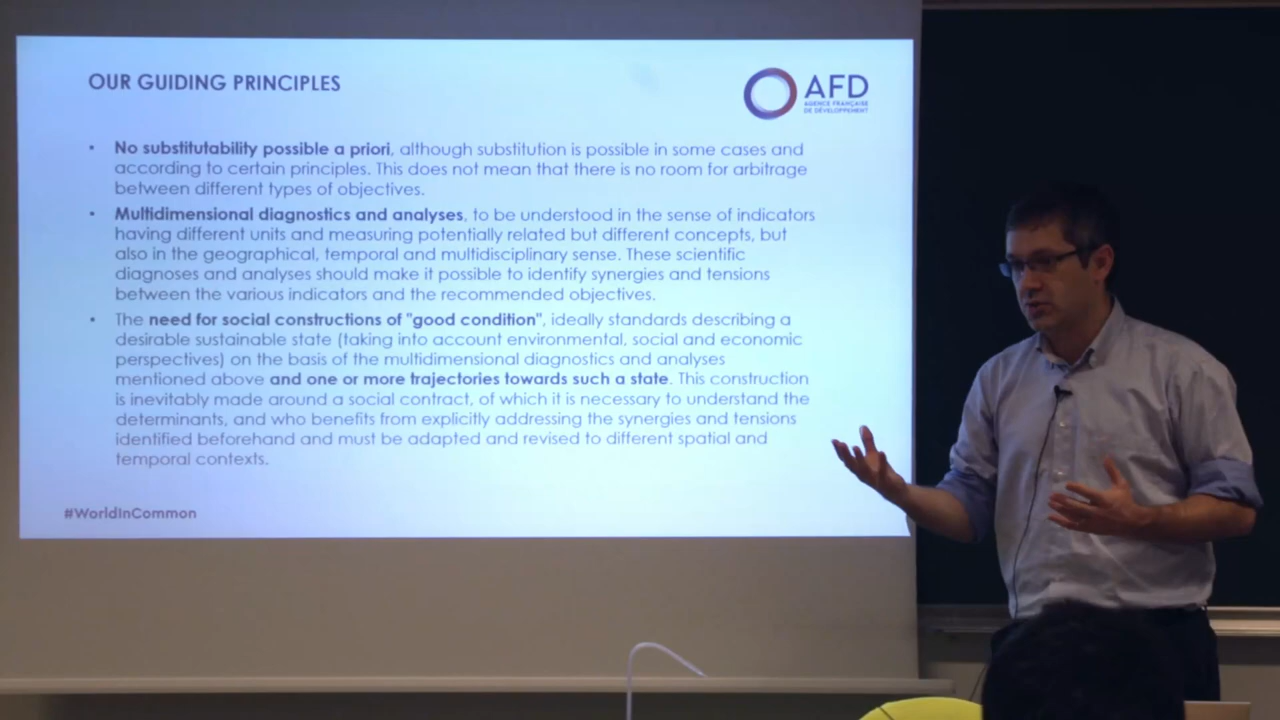 OUR GUIDING PRINCIPLES
AFD
AGENCE FRANÇAISE
DE DÉVELOPPEMENT
• No substitutability possible a priori, although substitution is possible in some cases and
according to certain principles. This does not mean that there is no room for arbitrage
between different types of objectives.
• Multidimensional diagnostics and analyses, to be understood in the sense of indicators
having different units and measuring potentially related but different concepts, but
also in the geographical, temporal and multidisciplinary sense. These scientific
diagnoses and analyses should make it possible to identify synergies and tensions
between the various indicators and the recommended objectives.
• The need for social constructions of "good condition", ideally standards describing a
desirable sustainable state (taking into account environmental, social and economic
perspectives) on the basis of the multidimensional diagnostics and analyses
mentioned above and one or more trajectories towards such a state. This construction
is inevitably made around a social contract, of which it is necessary to understand the
determinants, and who benefits from explicitly addressing the synergies and tensions
identified beforehand and must be adapted and revised to different spatial and
temporal contexts.
#WorldInCommon